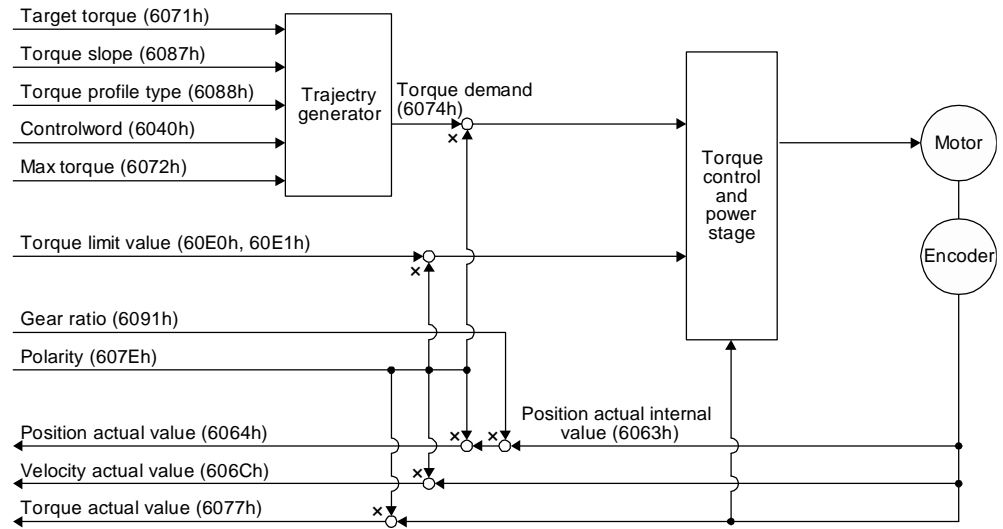 Target torque (6071h)
Torque slope (6087h)
Torque profile type (6088h)
Controlword (6040h)
Max torque (6072h)
Trajectry
generator
Torque demand
(6074h)
×
Torque
control
and
power
stage
Motor
Encoder
Torque limit value (60E0h, 60E1h)
×
Gear ratio (6091h)
Polarity (607Eh)
Position actual internal
value (6063h)
Position actual value (6064h)
×
×
Velocity actual value (606Ch)
×
Torque actual value (6077h)
×